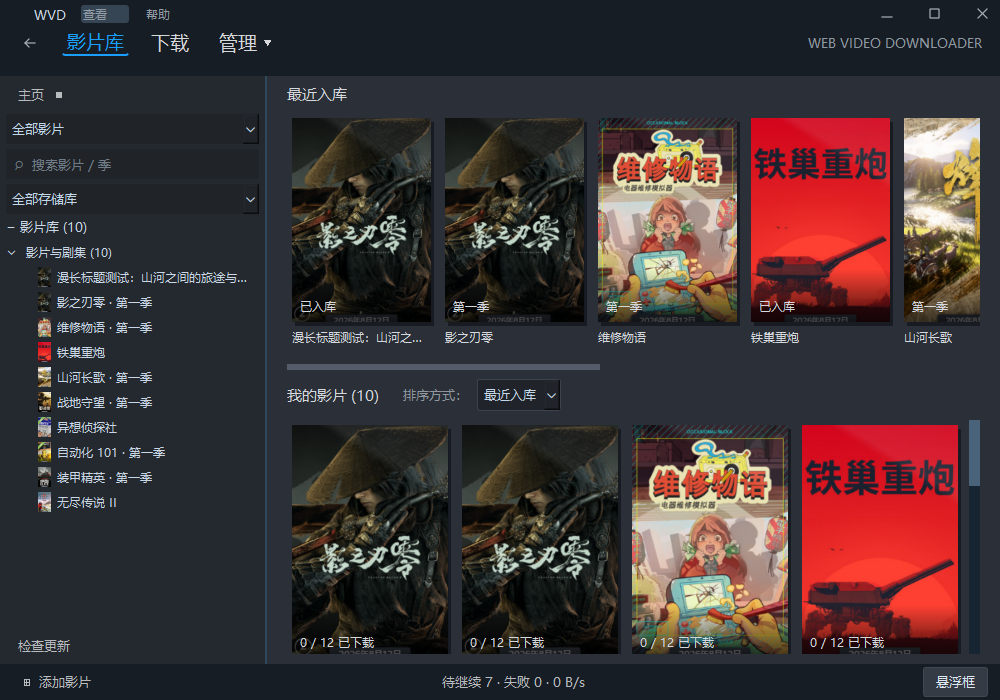 WVD 查看 帮助
影片库 下载 管理
WEB VIDEO DOWNLOADER
主页
全部影片
搜索影片 / 季
全部存储库
影片库 (10)
影片与剧集 (10)
漫长标题测试：山河之间的旅途与...
影之刃零 · 第一季
维修物语 · 第一季
铁巢重炮
山河长歌 · 第一季
战地守望 · 第一季
异想侦探社
自动化 101 · 第一季
装甲精英 · 第一季
无尽传说 II
检查更新
最近入库
影之刃零
已入库
漫长标题测试：山河之...
影之刃零
第一季
影之刃零
OCCASIONAL BLOCK
维修物语
电器维修模拟器
第一季
维修物语
铁巢重炮
已入库
铁巢重炮
第一季
山河长歌
我的影片 (10) 排序方式： 最近入库
影之刃零
0 / 12 已下载
影之刃零
0 / 12 已下载
OCCASIONAL BLOCK
维修物语
电器维修模拟器
0 / 12 已下载
铁巢重炮
0 / 12 已下载
添加影片
待继续 7 · 失败 0 · 0 B/s
悬浮框